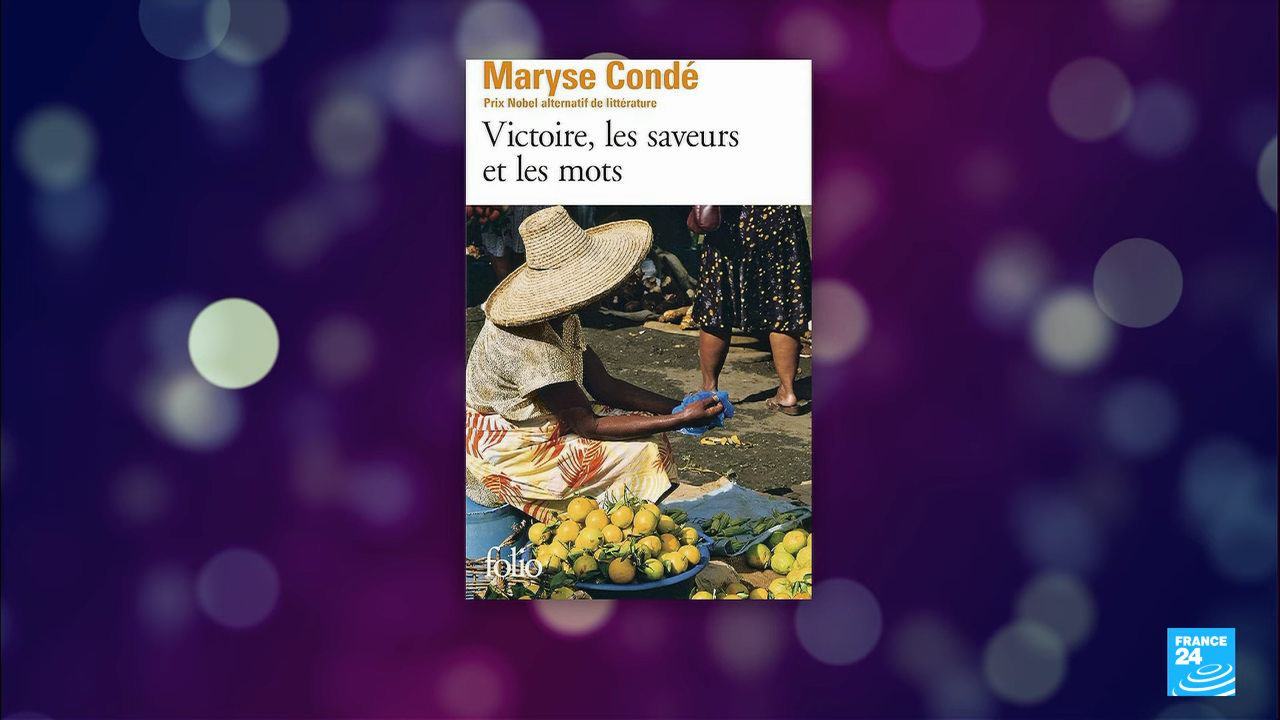 Maryse Condé
Prix Nobel alternatif de littérature
Victoire, les saveurs
et les mots
folio
FRANCE
24